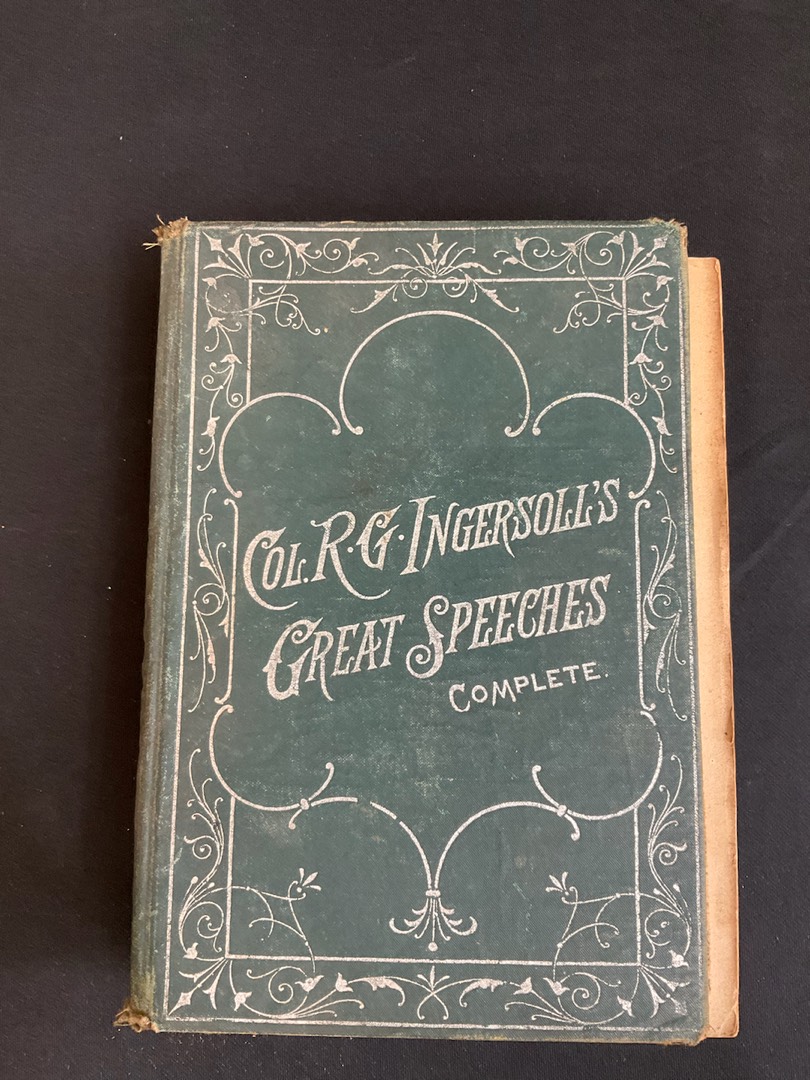 COL. R. G. INGERSOLL'S
GREAT SPEECHES
COMPLETE.